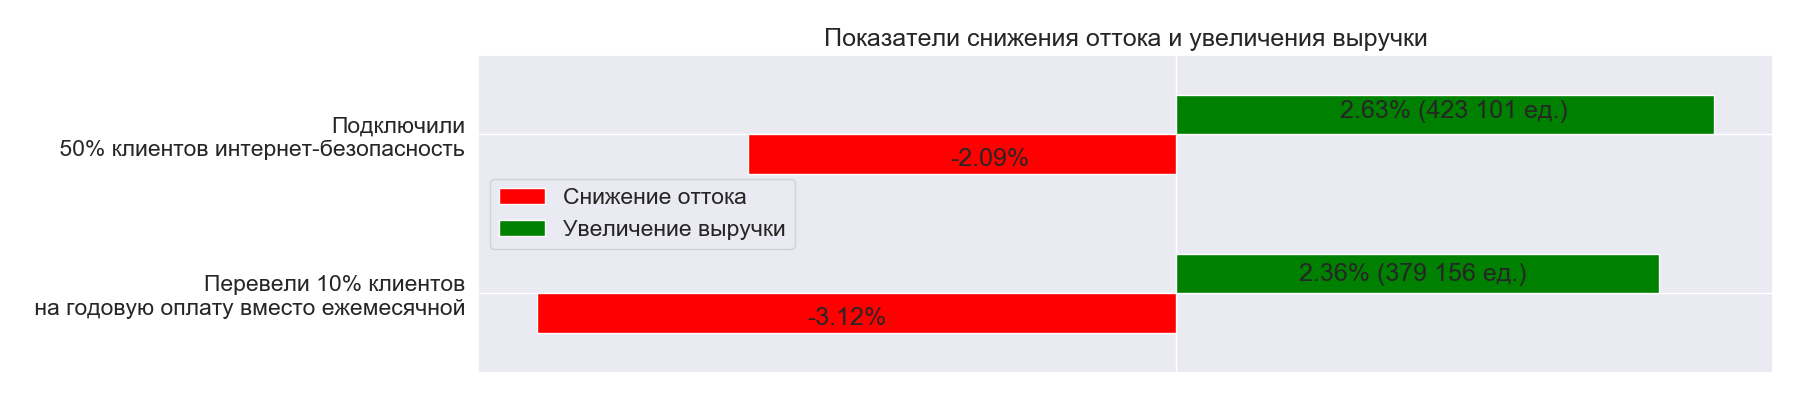 Показатели снижения оттока и увеличения выручки
Подключили
50% клиентов интернет-безопасность
2.63% (423 101 ед.)
-2.09%
Снижение оттока
Увеличение выручки
Перевели 10% клиентов
на годовую оплату вместо ежемесячной
2.36% (379 156 ед.)
-3.12%